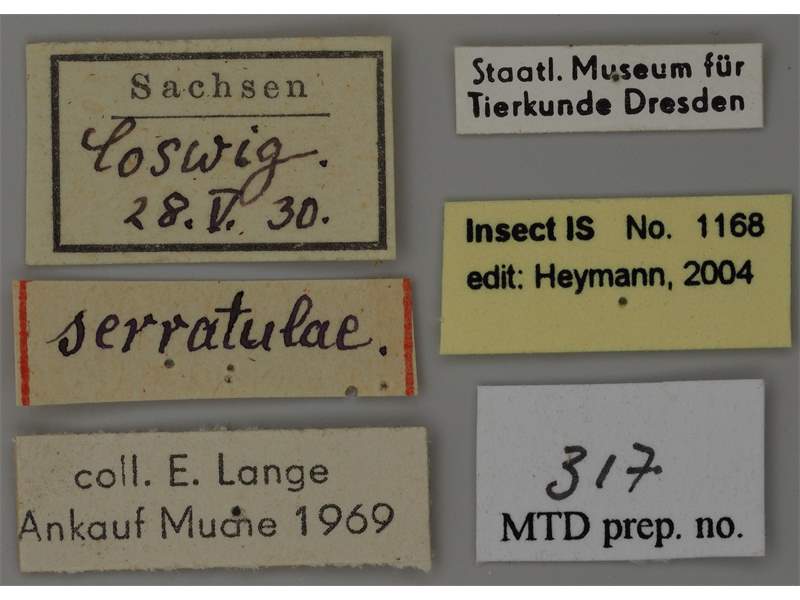 Sachsen
Coswig.
28.V. 30.
serratulae.
coll. E. Lange
Ankauf Muche 1969
Staatl. Museum für
Tierkunde Dresden
Insect IS No. 1168
edit: Heymann, 2004
317
MTD prep. no.